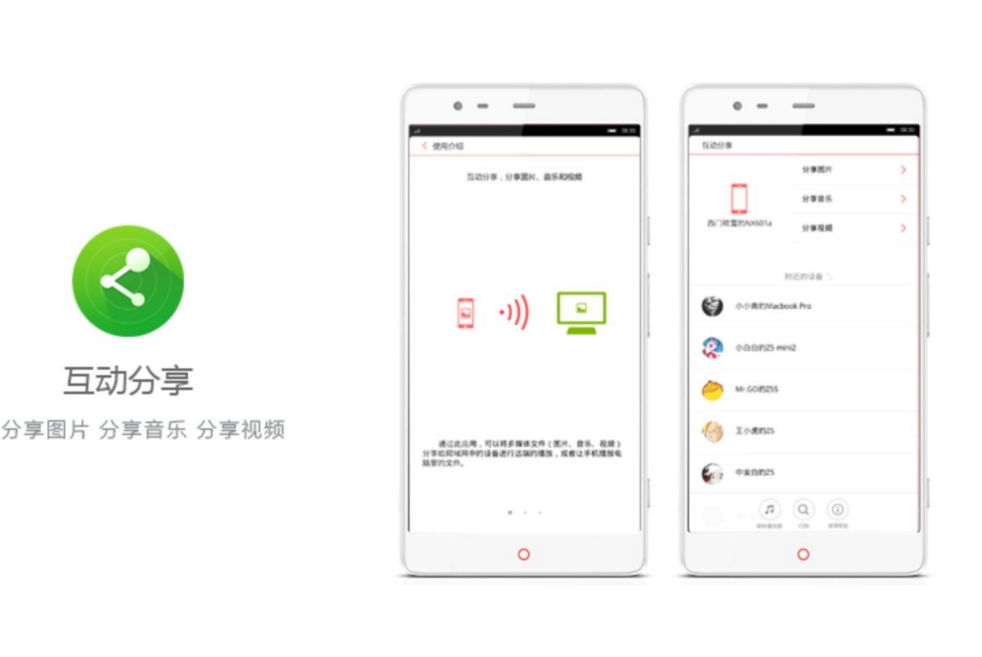 互动分享
分享图片 分享音乐 分享视频
08:30
使用介绍
互动分享，分享图片、音乐和视频
通过此应用，可以将多媒体文件（图片、音乐、视频）
分享给局域网中的设备进行远端的播放，或者让手机播放电
脑里的文件。
08:30
互动分享
西门吹雪的NX601a
分享图片
分享音乐
分享视频
附近的设备
小小青的Macbook Pro
小白白的Z5 mini2
Mr.GO的Z5S
王小虎的Z5
中发白的Z5